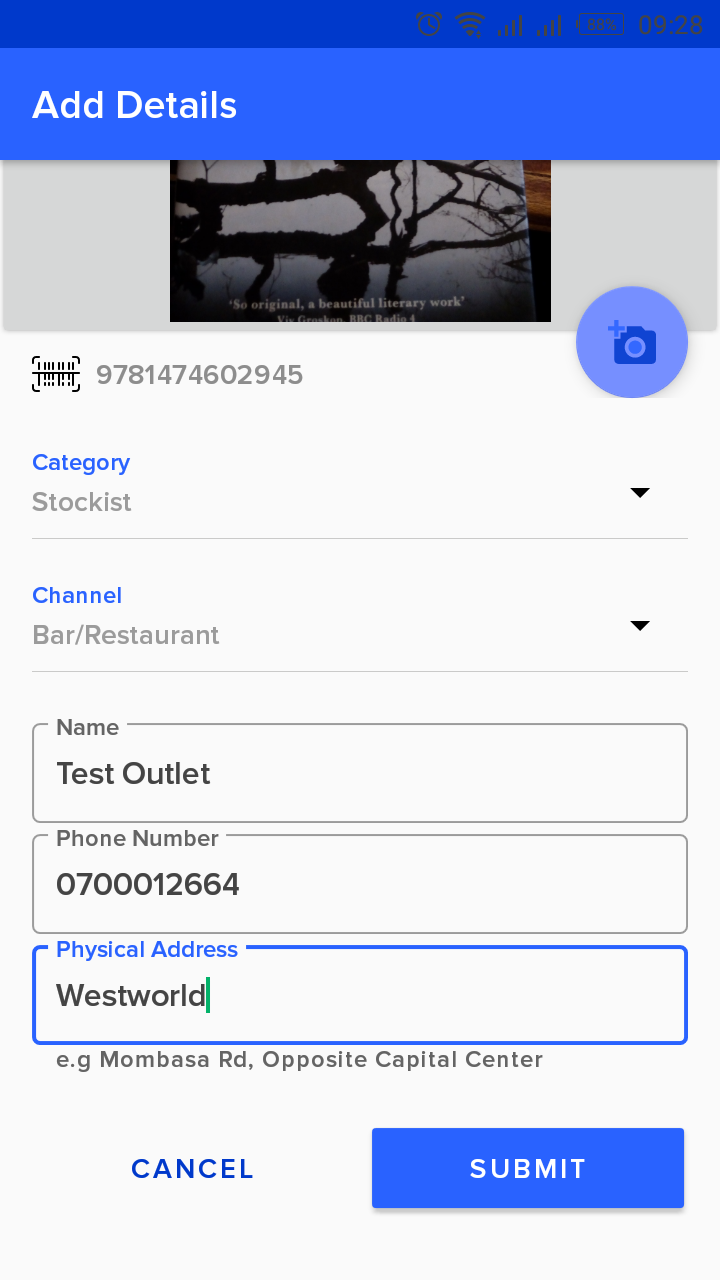 88%
09:28
Add Details
'So original, a beautiful literary work'
Viv Groskop, BBC Radio 4
9781474602945
Category
Stockist
Channel
Bar/Restaurant
Name
Test Outlet
Phone Number
0700012664
Physical Address
Westworld
e.g Mombasa Rd, Opposite Capital Center
CANCEL
SUBMIT